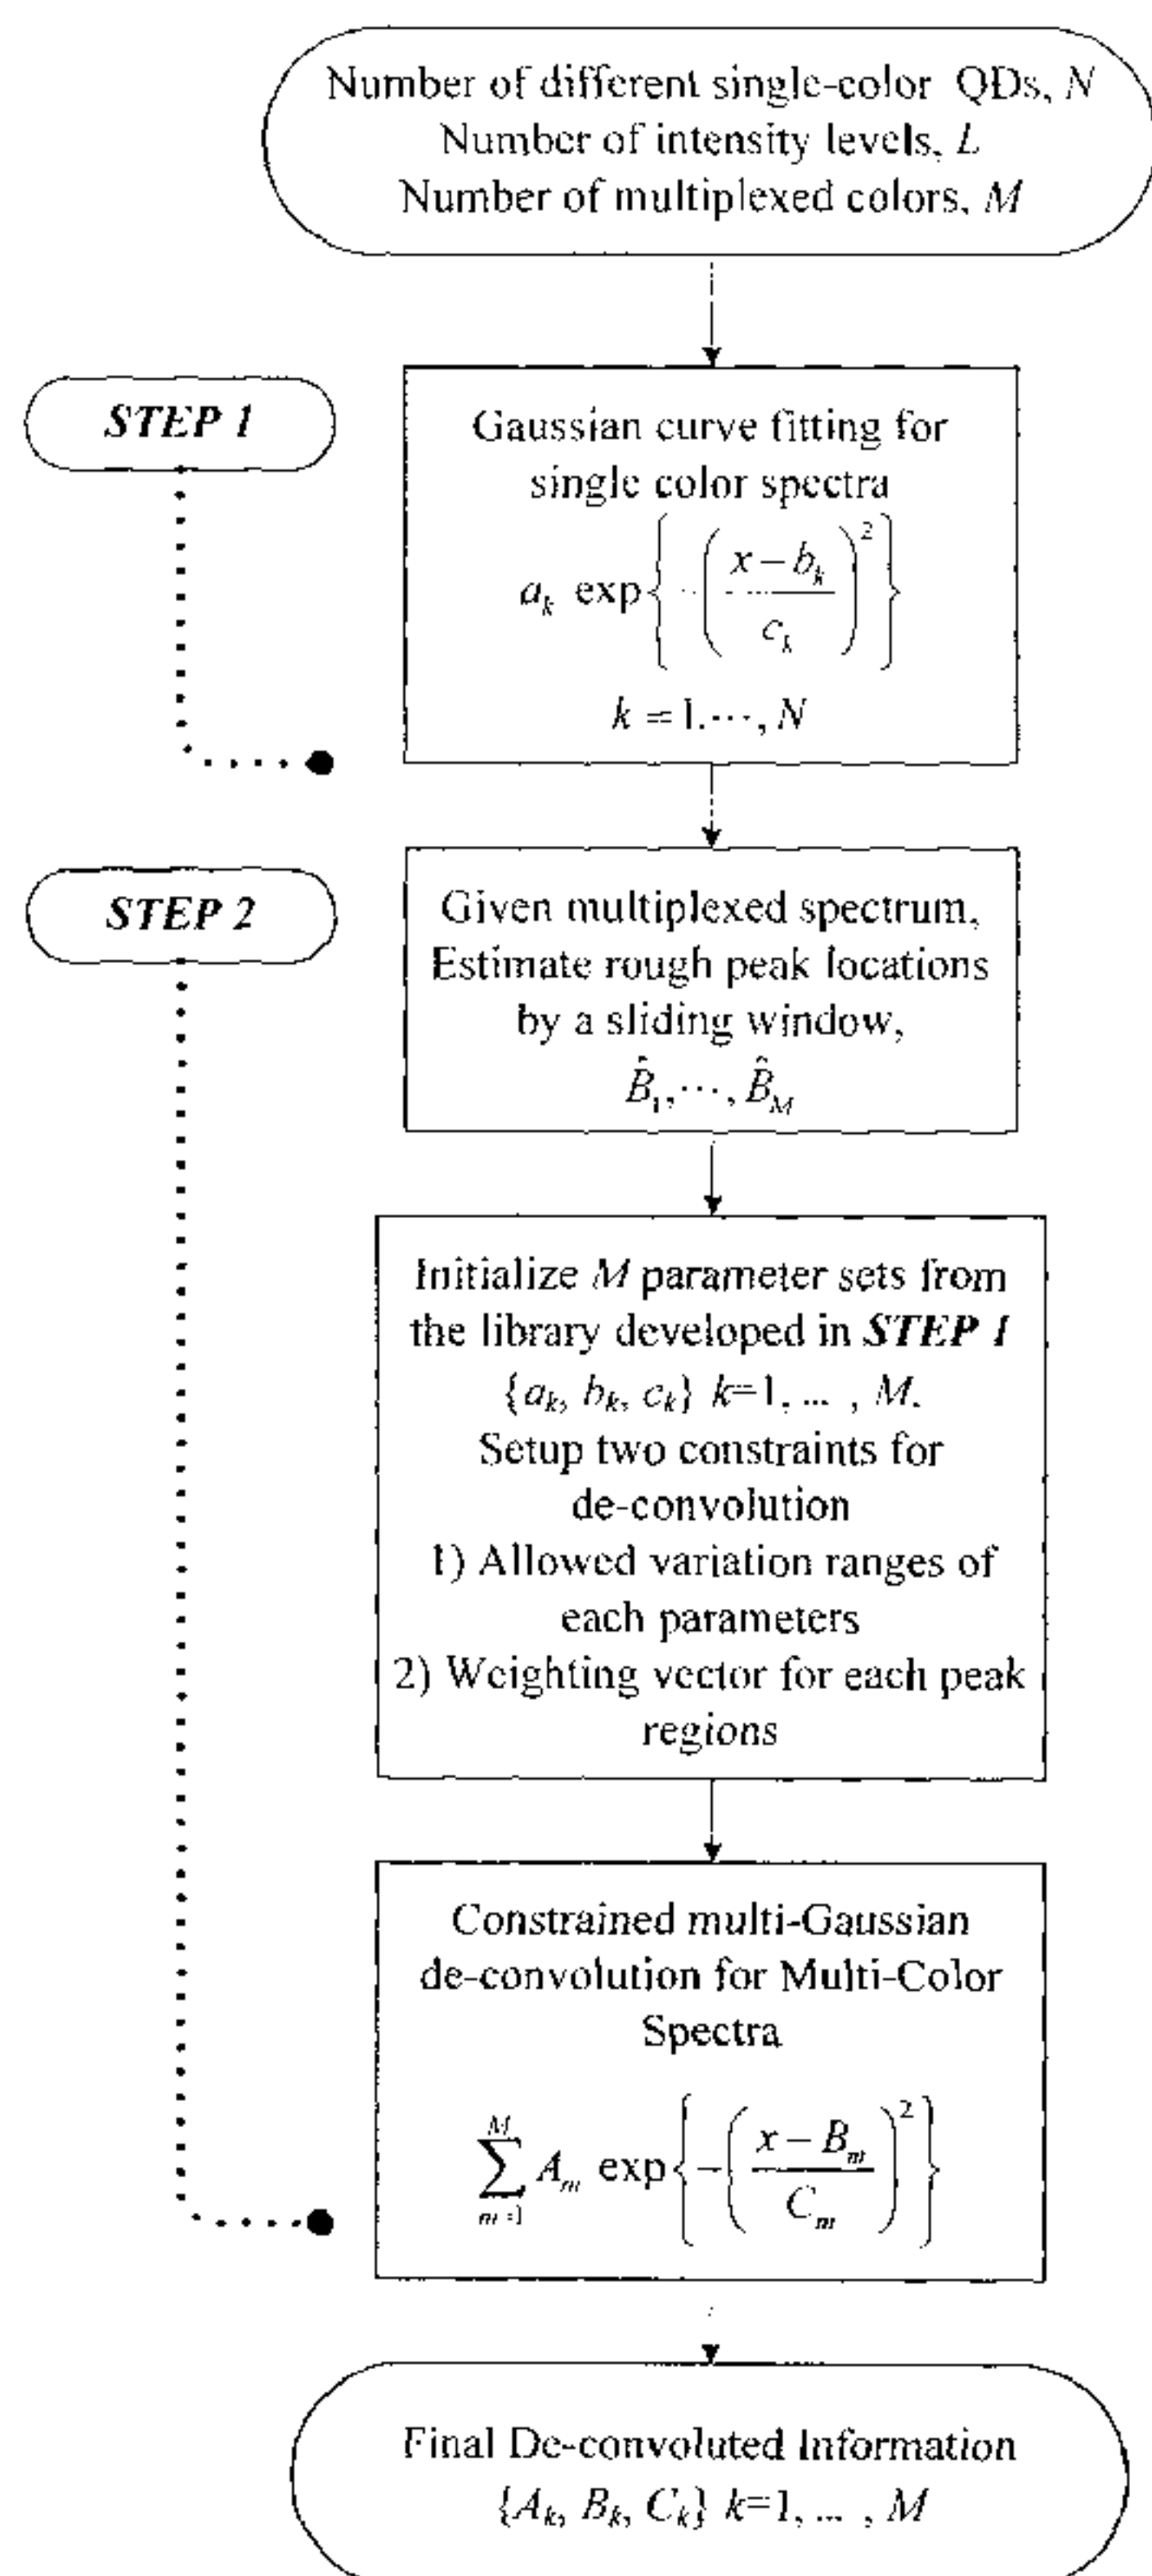 Number of different single-color QDs, N
Number of intensity levels, L
Number of multiplexed colors, M
STEP 1
Gaussian curve fitting for
single color spectra
a_k exp{-((x - b_k)/c_k)^2}
k = 1, ⋯, N
STEP 2
Given multiplexed spectrum,
Estimate rough peak locations
by a sliding window,
B̂_1, ⋯, B̂_M
Initialize M parameter sets from
the library developed in STEP 1
{a_k, b_k, c_k} k=1, ... , M.
Setup two constraints for
de-convolution
1) Allowed variation ranges of
each parameters
2) Weighting vector for each peak
regions
Constrained multi-Gaussian
de-convolution for Multi-Color
Spectra
∑_{m=1}^{M} A_m exp{-((x - B_m)/C_m)^2}
Final De-convoluted Information
{A_k, B_k, C_k} k=1, ... , M